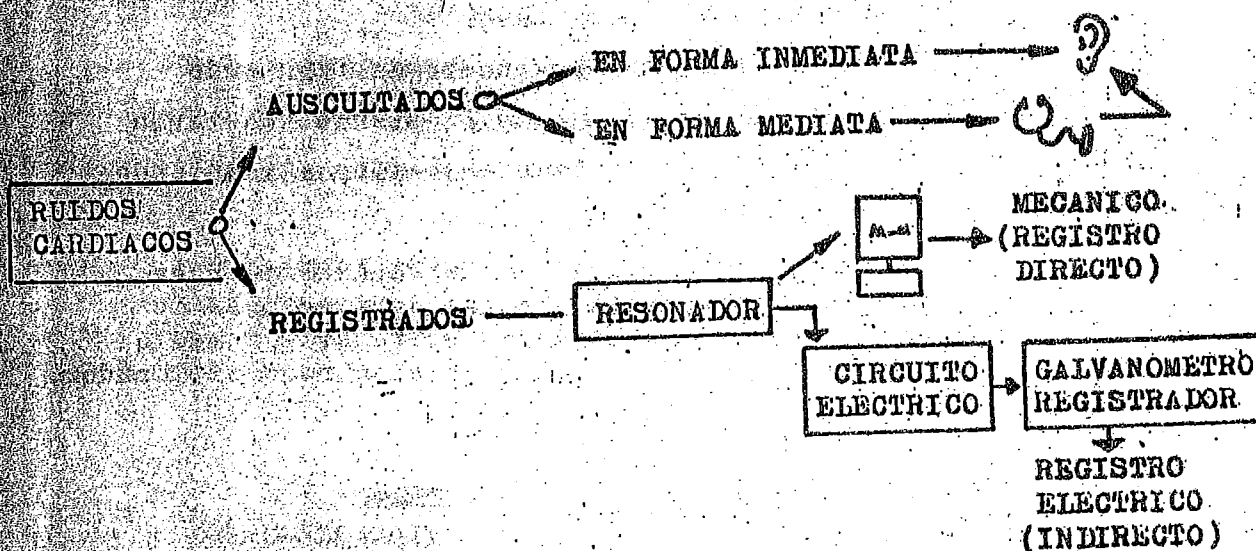 EN FORMA INMEDIATA
AUSCULTADOS
EN FORMA MEDIATA
RUIDOS
CARDIACOS
MECANICO
(REGISTRO
DIRECTO)
REGISTRADOS
RESONADOR
CIRCUITO
ELECTRICO
GALVANOMETRO
REGISTRADOR
REGISTRO
ELECTRICO
(INDIRECTO)